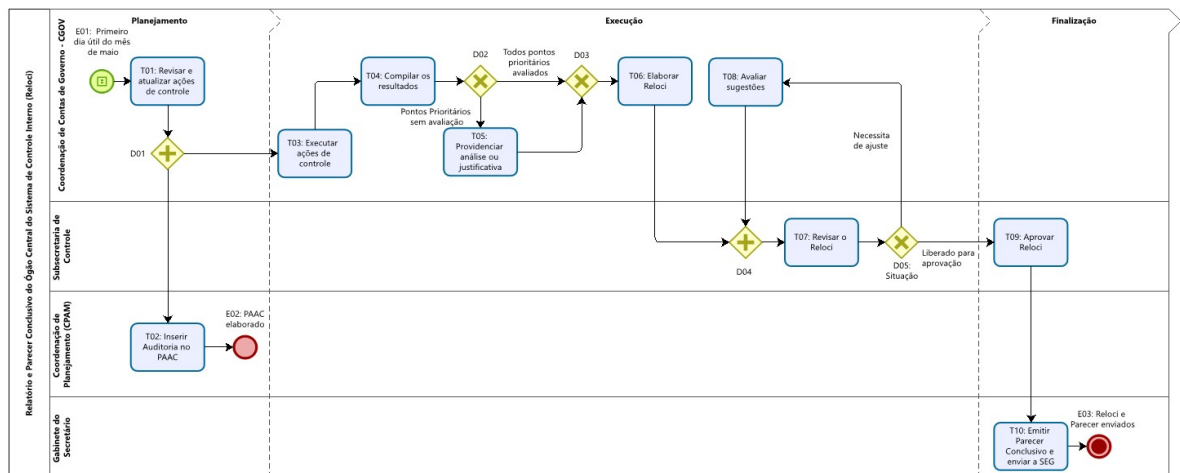 Relatório e Parecer Conclusivo do Ógão Central do Sistema de Controle Interno (Reloci)
Planejamento
Execução
Finalização
Coordenação de Contas de Governo - CGOV
E01: Primeiro
dia útil do mês
de maio
T01: Revisar e
atualizar ações
de controle
D01
T03: Executar
ações de
controle
T04: Compilar os
resultados
D02
Todos pontos
prioritários
avaliados
Pontos Prioritários
sem avaliação
T05:
Providenciar
análise ou
justificativa
D03
T06: Elaborar
Reloci
T08: Avaliar
sugestões
Necessita
de ajuste
Subsecretaria de
Controle
D04
T07: Revisar o
Reloci
D05:
Situação
Liberado para
aprovação
T09: Aprovar
Reloci
Coordenação de
Planejamento (CPAM)
T02: Inserir
Auditoria no
PAAC
E02: PAAC
elaborado
Gabinete do
Secretário
T10: Emitir
Parecer
Conclusivo e
enviar a SEG
E03: Reloci e
Parecer enviados